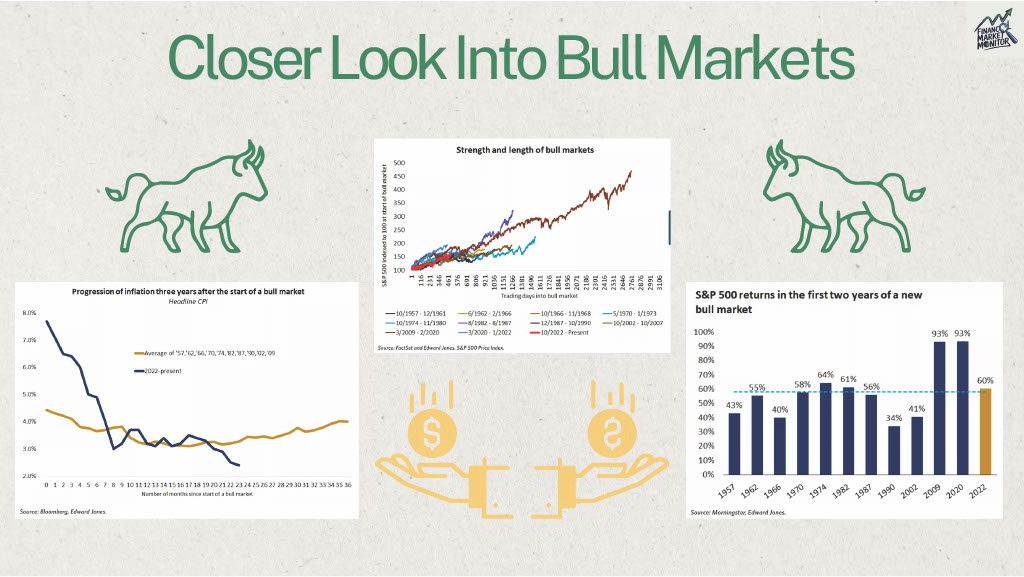 Closer Look Into Bull Markets
FINANCIAL
MARKET
MONITOR
Strength and length of bull markets
S&P 500 indexed to 100 at start of bull market
500
450
400
350
300
250
200
150
100
1 116 231 346 461 576 691 806 921 1036 1151 1266 1381 1496 1611 1726 1841 1956 2071 2186 2301 2416 2531 2646 2761 2876 2991 3106
Trading days into bull market
10/1957 - 12/1961 6/1962 - 2/1966 10/1966 - 11/1968 5/1970 - 1/1973
10/1974 - 11/1980 8/1982 - 8/1987 12/1987 - 10/1990 10/2002 - 10/2007
3/2009 - 2/2020 3/2020 - 1/2022 10/2022 - Present
Source: FactSet and Edward Jones. S&P 500 Price Index.
Progression of inflation three years after the start of a bull market
Headline CPI
8.0%
7.0%
6.0%
5.0%
4.0%
3.0%
2.0%
Average of '57,'62,'66,'70,'74,'82,'87,'90,'02,'09
2022-present
0 1 2 3 4 5 6 7 8 9 10 11 12 13 14 15 16 17 18 19 20 21 22 23 24 25 26 27 28 29 30 31 32 33 34 35 36
Number of months since start of a bull market
Source: Bloomberg, Edward Jones.
$
S&P 500 returns in the first two years of a new
bull market
100%
90%
80%
70%
60%
50%
40%
30%
20%
10%
0%
43% 55% 40% 58% 64% 61% 56% 34% 41% 93% 93% 60%
1957 1962 1966 1970 1974 1982 1987 1990 2002 2009 2020 2022
Source: Morningstar, Edward Jones.